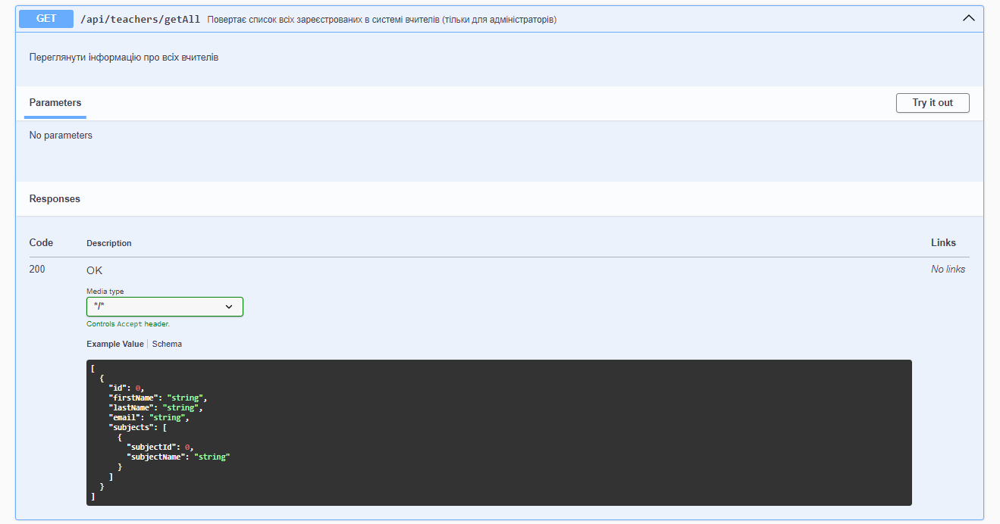 GET /api/teachers/getAll Повертає список всіх зареєстрованих в системі вчителів (тільки для адміністраторів)
Переглянути інформацію про всіх вчителів
Parameters Try it out
No parameters
Responses
Code Description Links
200 OK No links
Media type
*/*
Controls Accept header.
Example Value Schema
[
  {
    "id": 0,
    "firstName": "string",
    "lastName": "string",
    "email": "string",
    "subjects": [
      {
        "subjectId": 0,
        "subjectName": "string"
      }
    ]
  }
]